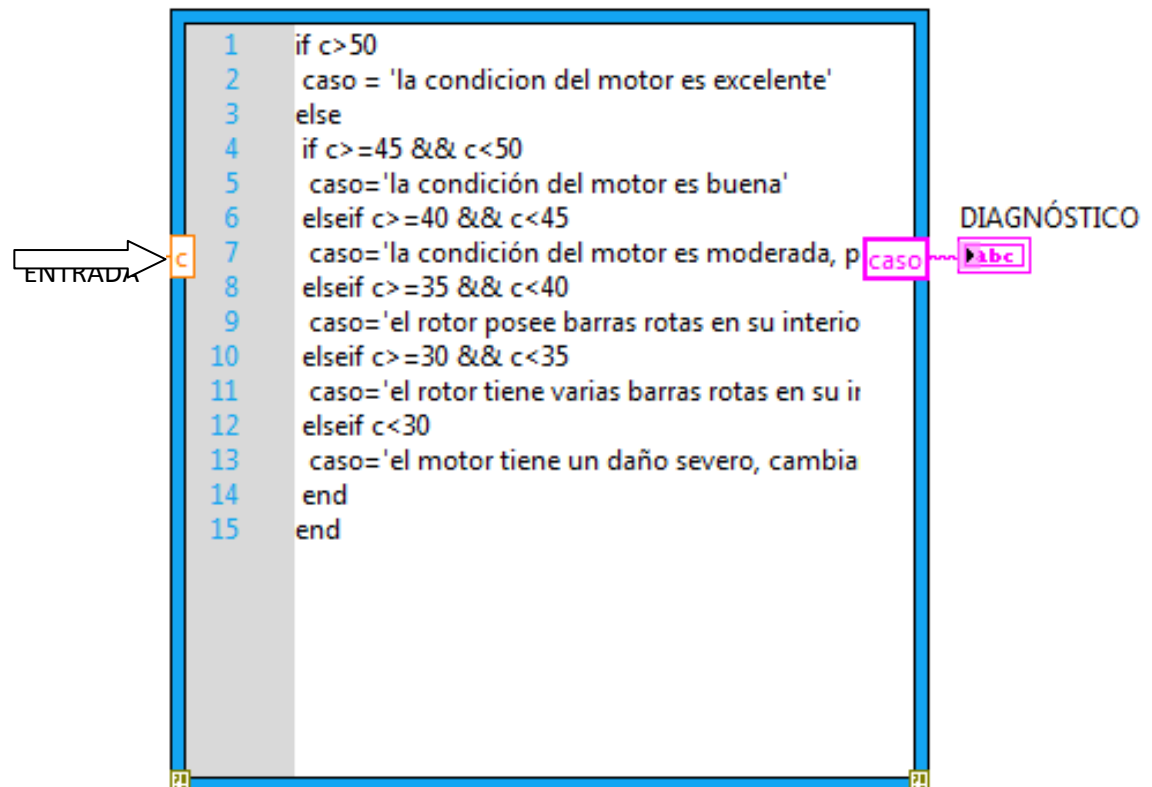 1 if c>50
2 caso = 'la condicion del motor es excelente'
3 else
4 if c>=45 && c<50
5 caso='la condición del motor es buena'
6 elseif c>=40 && c<45
7 caso='la condición del motor es moderada, p
8 elseif c>=35 && c<40
9 caso='el rotor posee barras rotas en su interio
10 elseif c>=30 && c<35
11 caso='el rotor tiene varias barras rotas en su
12 elseif c<30
13 caso='el motor tiene un daño severo, cambia
14 end
15 end
ENTRADA
c
caso
DIAGNÓSTICO
abc